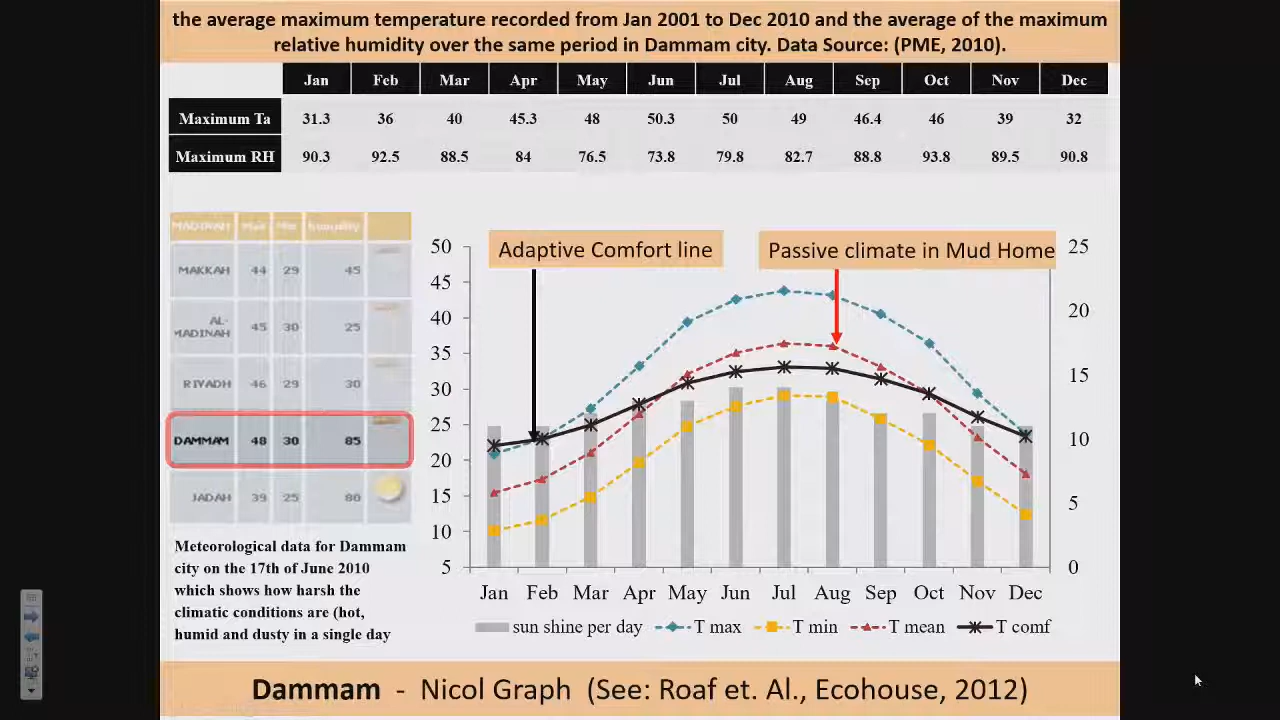 the average maximum temperature recorded from Jan 2001 to Dec 2010 and the average of the maximum
relative humidity over the same period in Dammam city. Data Source: (PME, 2010).
Jan Feb Mar Apr May Jun Jul Aug Sep Oct Nov Dec
Maximum Ta 31.3 36 40 45.3 48 50.3 50 49 46.4 46 39 32
Maximum RH 90.3 92.5 88.5 84 76.5 73.8 79.8 82.7 88.8 93.8 89.5 90.8
MADINAH Max Min Humidity
MAKKAH 44 29 45
AL-
MADINAH 45 30 25
RIYADH 46 29 30
DAMMAM 48 30 85
JADAH 39 25 80
Meteorological data for Dammam
city on the 17th of June 2010
which shows how harsh the
climatic conditions are (hot,
humid and dusty in a single day
Adaptive Comfort line
Passive climate in Mud Home
50
45
40
35
30
25
20
15
10
5
25
20
15
10
5
0
Jan Feb Mar Apr May Jun Jul Aug Sep Oct Nov Dec
sun shine per day T max T min T mean T comf
Dammam - Nicol Graph (See: Roaf et. Al., Ecohouse, 2012)